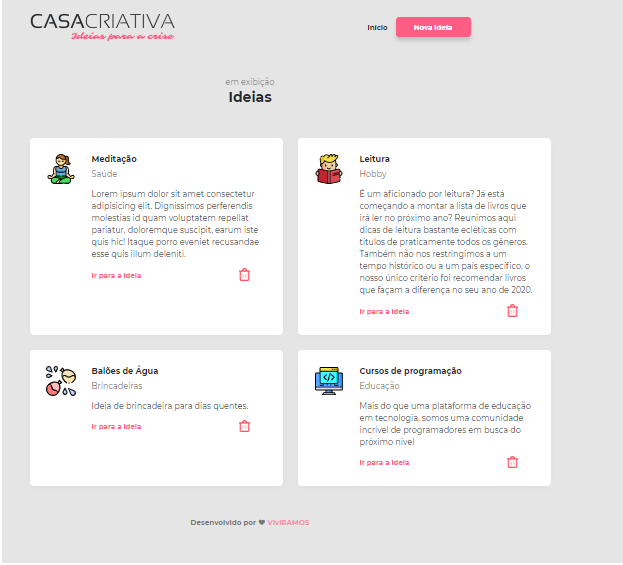 CASACRIATIVA
Ideias para a crise
Início
Nova Ideia
em exibição
Ideias
Meditação
Saúde
Lorem ipsum dolor sit amet consectetur
adipisicing elit. Dignissimos perferendis
molestias id quam voluptatem repellat
pariatur, doloremque suscipit, earum iste
quis hic! Itaque porro eveniet recusandae
esse quis illum deleniti.
Ir para a Ideia
Leitura
Hobby
É um aficionado por leitura? Já está
começando a montar a lista de livros que
irá ler no próximo ano? Reunimos aqui
dicas de leitura bastante ecléticas com
títulos de praticamente todos os gêneros.
Também não nos restringimos a um
tempo histórico ou a um país específico, o
nosso único critério foi recomendar livros
que façam a diferença no seu ano de 2020.
Ir para a Ideia
Balões de Água
Brincadeiras
Ideia de brincadeira para dias quentes.
Ir para a Ideia
Cursos de programação
Educação
Mais do que uma plataforma de educação
em tecnologia, somos uma comunidade
incrível de programadores em busca do
próximo nível
Ir para a Ideia
Desenvolvido por ♥ ViviRAMOS